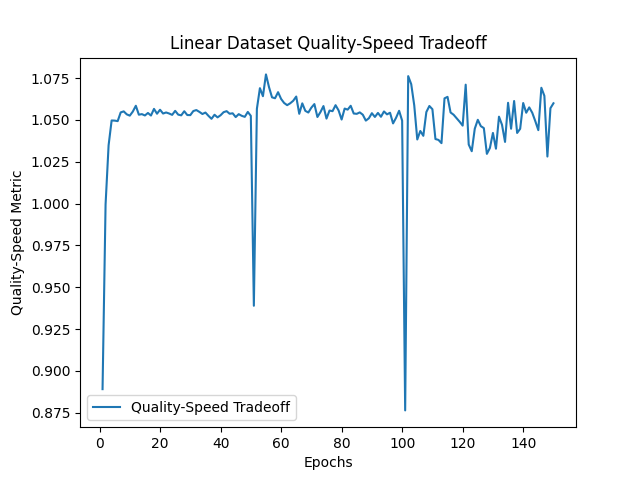 Linear Dataset Quality-Speed Tradeoff
Quality-Speed Metric
1.075
1.050
1.025
1.000
0.975
0.950
0.925
0.900
0.875
Quality-Speed Tradeoff
0 20 40 60 80 100 120 140
Epochs